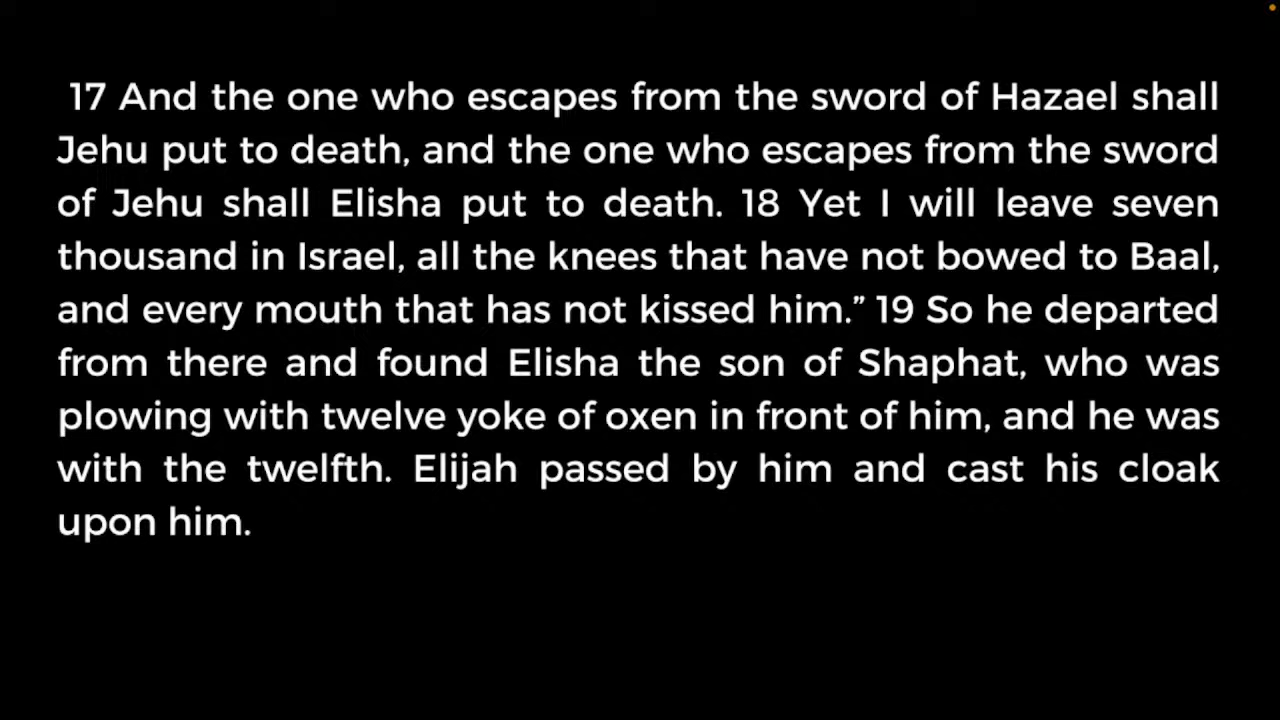 17 And the one who escapes from the sword of Hazael shall
Jehu put to death, and the one who escapes from the sword
of Jehu shall Elisha put to death. 18 Yet I will leave seven
thousand in Israel, all the knees that have not bowed to Baal,
and every mouth that has not kissed him.” 19 So he departed
from there and found Elisha the son of Shaphat, who was
plowing with twelve yoke of oxen in front of him, and he was
with the twelfth. Elijah passed by him and cast his cloak
upon him.